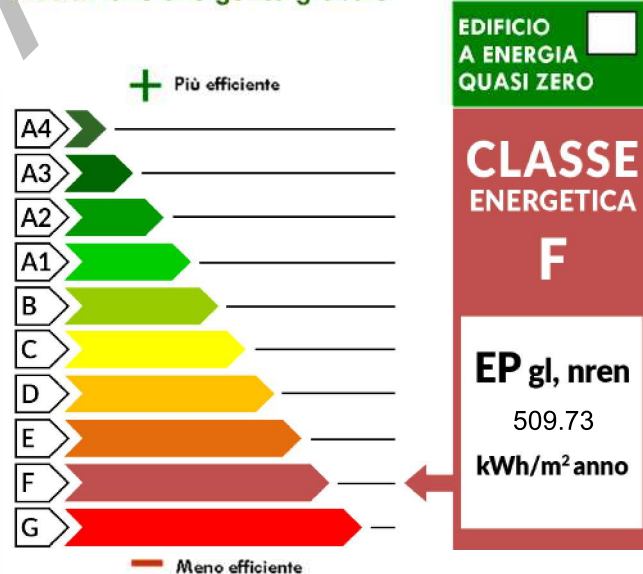 EDIFICIO
A ENERGIA
QUASI ZERO
Più efficiente
A4
A3
A2
A1
B
C
D
E
F
G
Meno efficiente
CLASSE
ENERGETICA
F
EP gl, nren
509.73
kWh/m² anno